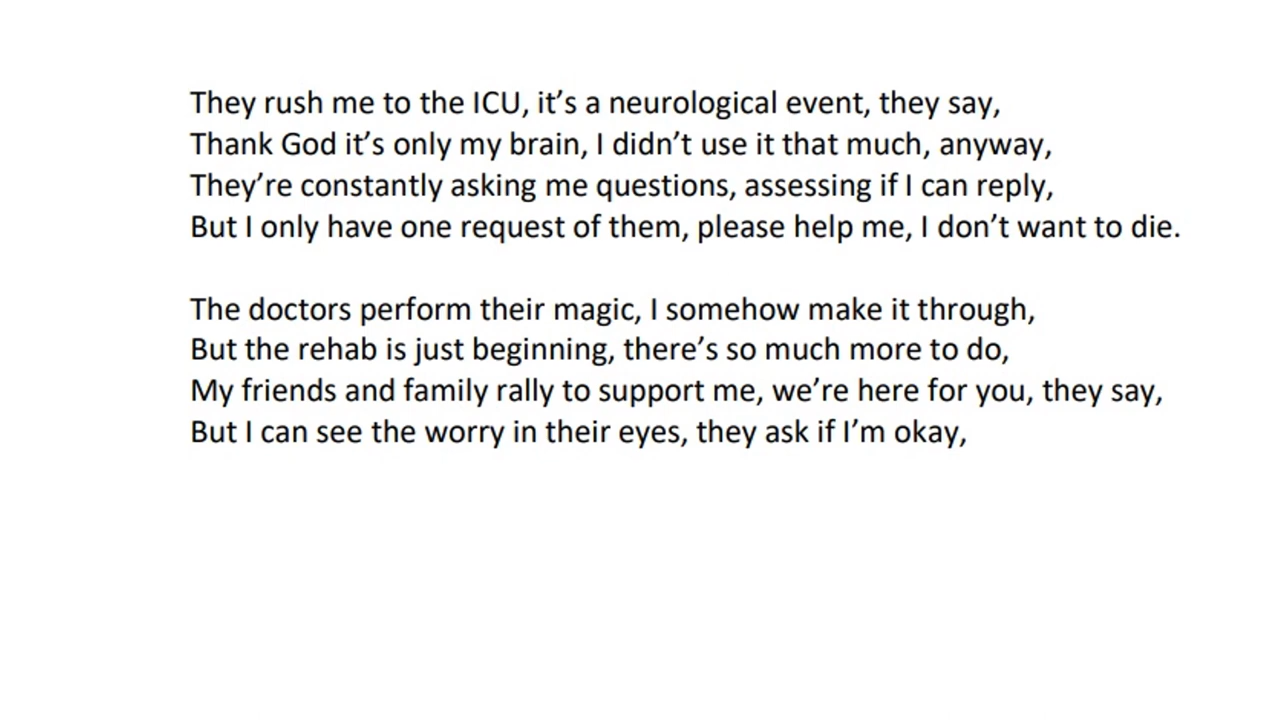 They rush me to the ICU, it’s a neurological event, they say,
Thank God it’s only my brain, I didn’t use it that much, anyway,
They’re constantly asking me questions, assessing if I can reply,
But I only have one request of them, please help me, I don’t want to die.

The doctors perform their magic, I somehow make it through,
But the rehab is just beginning, there’s so much more to do,
My friends and family rally to support me, we’re here for you, they say,
But I can see the worry in their eyes, they ask if I’m okay,